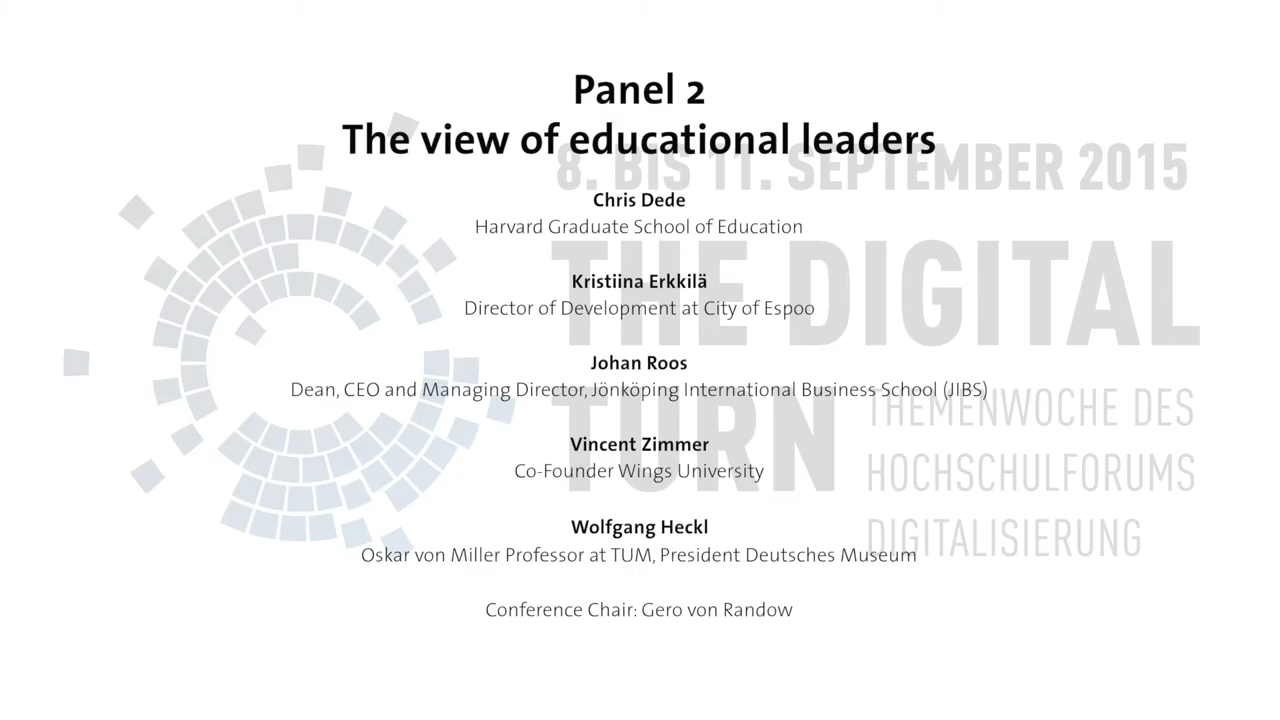 Panel 2
The view of educational leaders
8. BIS 11. SEPTEMBER 2015
Chris Dede
Harvard Graduate School of Education
THE DIGITAL
Kristiina Erkkilä
Director of Development at City of Espoo
Johan Roos
Dean, CEO and Managing Director, Jönköping International Business School (JIBS)
TURN
THEMENWOCHE DES
Vincent Zimmer
Co-Founder Wings University
HOCHSCHULFORUMS
Wolfgang Heckl
DIGITALISIERUNG
Oskar von Miller Professor at TUM, President Deutsches Museum
Conference Chair: Gero von Randow